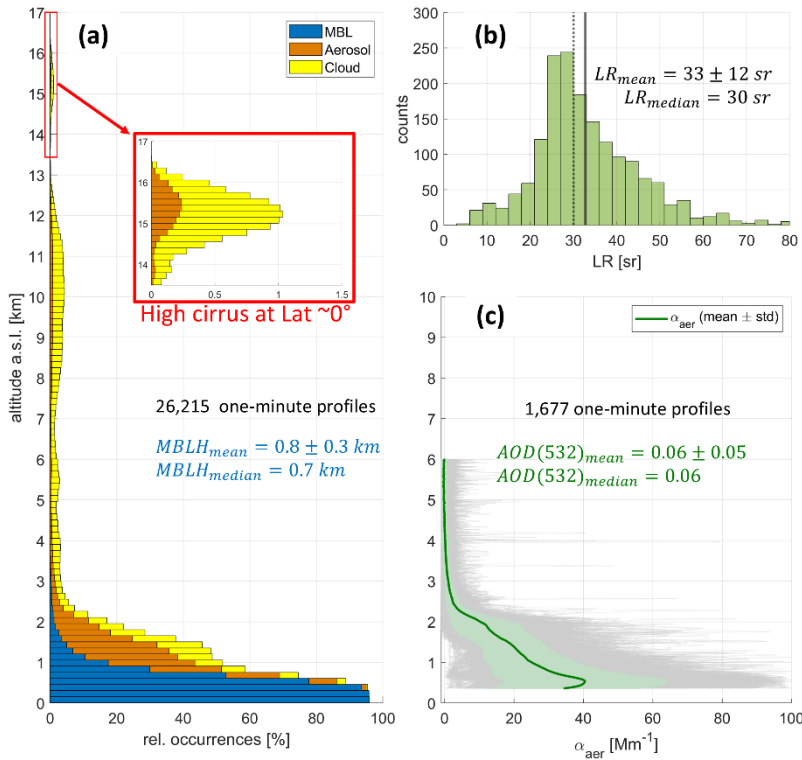 (a)
MBL
Aerosol
Cloud
17
16
15
14
13
12
11
10
9
8
7
6
5
4
3
2
1
0
altitude a.s.l. [km]
17
16
15
14
0
0.5
1
1.5
High cirrus at Lat ~0°
26,215 one-minute profiles
MBLH_mean = 0.8 ± 0.3 km
MBLH_median = 0.7 km
0 20 40 60 80 100
rel. occurrences [%]
(b)
300
250
200
150
100
50
0
counts
LR_mean = 33 ± 12 sr
LR_median = 30 sr
0 10 20 30 40 50 60 70 80
LR [sr]
(c)
α_aer (mean ± std)
10
9
8
7
6
5
4
3
2
1
0
1,677 one-minute profiles
AOD(532)_mean = 0.06 ± 0.05
AOD(532)_median = 0.06
0 20 40 60 80 100
α_aer [Mm⁻¹]